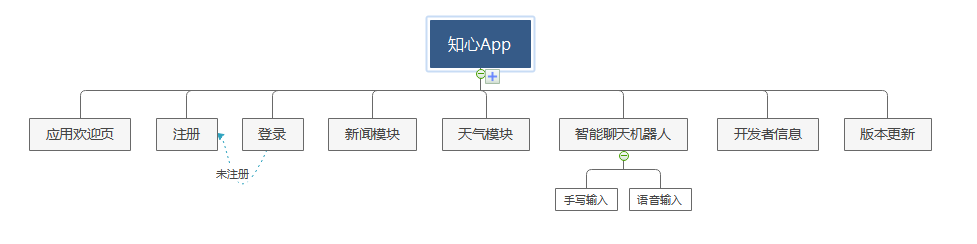 知心App
应用欢迎页
注册
登录
新闻模块
天气模块
智能聊天机器人
开发者信息
版本更新
未注册
手写输入
语音输入